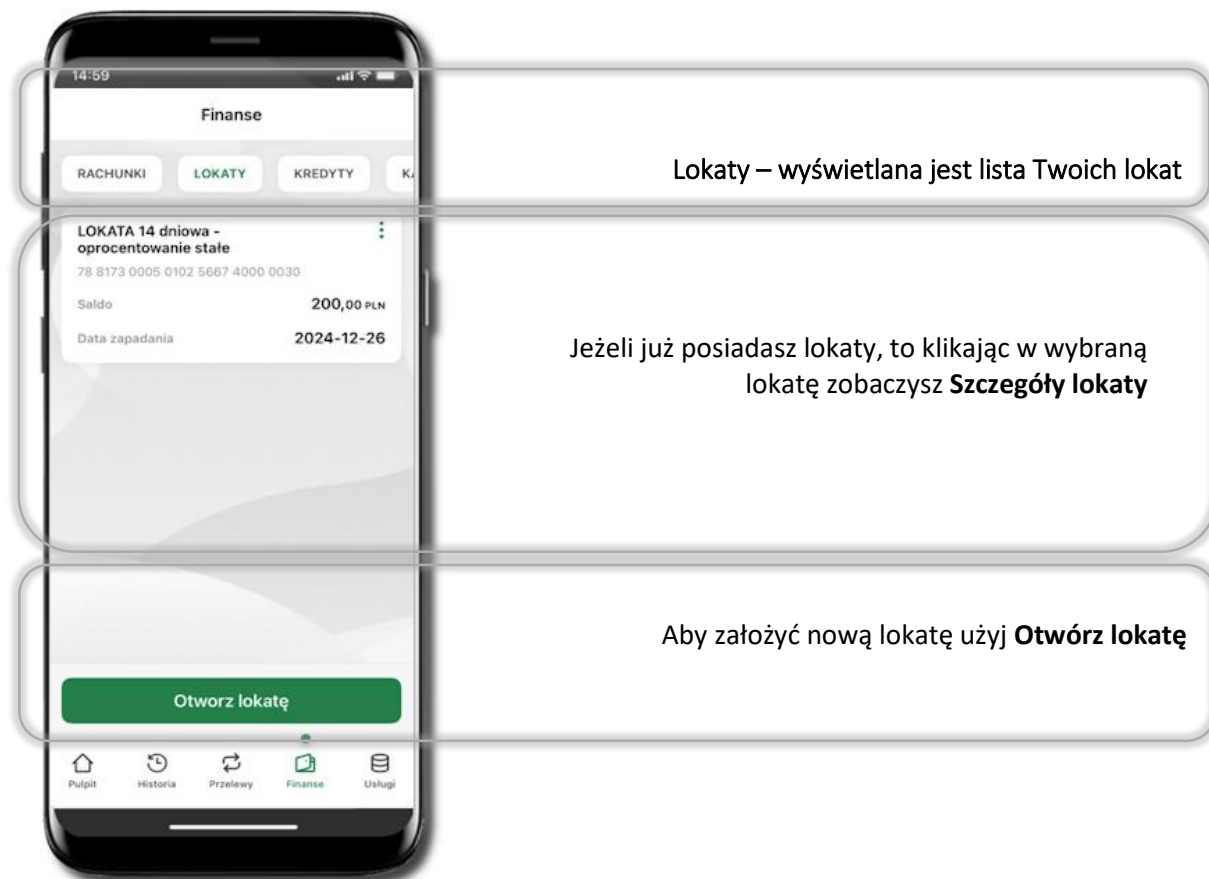 14:59
Finanse
RACHUNKI LOKATY KREDYTY
Lokaty – wyświetlana jest lista Twoich lokat
LOKATA 14 dniowa -
oprocentowanie stałe
78 8173 0005 0102 5667 4000 0030
Saldo 200,00 PLN
Data zapadania 2024-12-26
Jeżeli już posiadasz lokaty, to klikając w wybraną
lokatę zobaczysz Szczegóły lokaty
Aby założyć nową lokatę użyj Otwórz lokatę
Otworz lokatę
Pulpit Historia Przelewy Finanse Usługi